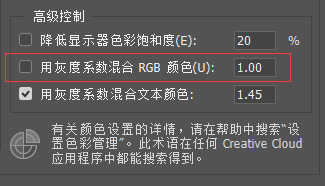 高级控制
降低显示器色彩饱和度(E): 20 %
用灰度系数混合 RGB 颜色(U): 1.00
用灰度系数混合文本颜色: 1.45
有关颜色设置的详情，请在帮助中搜索“设
置色彩管理”。此术语在任何 Creative Cloud
应用程序中都能搜索得到。